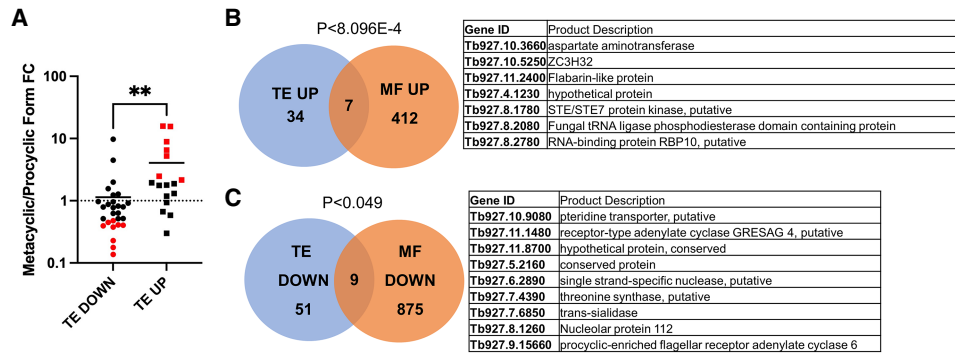 A
Metacyclic/Procyclic Form FC
100
10
1
0.1
**
TE DOWN
TE UP
B
P<8.096E-4
TE UP
34
7
MF UP
412
Gene ID Product Description
Tb927.10.3660 aspartate aminotransferase
Tb927.10.5250 ZC3H32
Tb927.11.2400 Flabarin-like protein
Tb927.4.1230 hypothetical protein
Tb927.8.1780 STE/STE7 protein kinase, putative
Tb927.8.2080 Fungal tRNA ligase phosphodiesterase domain containing protein
Tb927.8.2780 RNA-binding protein RBP10, putative
C
P<0.049
TE
DOWN
51
9
MF
DOWN
875
Gene ID Product Description
Tb927.10.9080 pteridine transporter, putative
Tb927.11.1480 receptor-type adenylate cyclase GRESAG 4, putative
Tb927.11.8700 hypothetical protein, conserved
Tb927.5.2160 conserved protein
Tb927.6.2890 single strand-specific nuclease, putative
Tb927.7.4390 threonine synthase, putative
Tb927.7.6850 trans-sialidase
Tb927.8.1260 Nucleolar protein 112
Tb927.9.15660 procyclic-enriched flagellar receptor adenylate cyclase 6